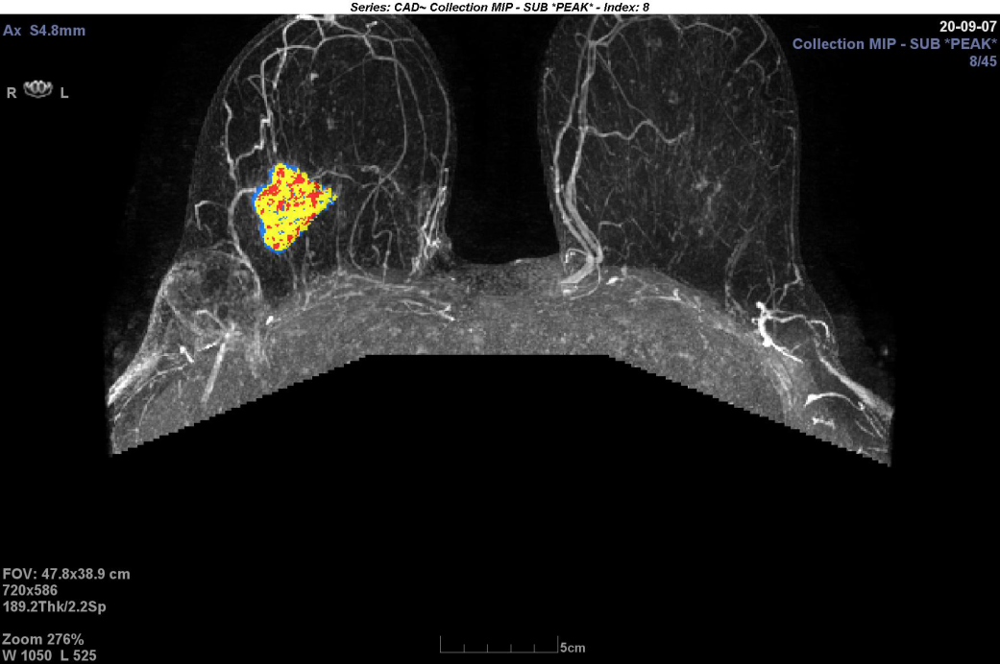 Series: CAD~ Collection MIP - SUB *PEAK* - Index: 8
Ax S4.8mm
20-09-07
Collection MIP - SUB *PEAK*
8/45
R L
FOV: 47.8x38.9 cm
720x586
189.2Thk/2.2Sp
Zoom 276%
W 1050 L 525
5cm